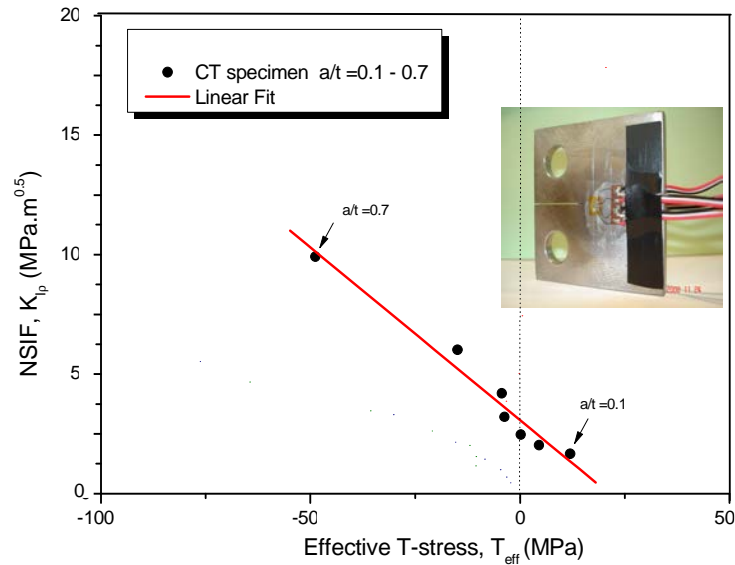 20
15
10
5
0
CT specimen a/t =0.1 - 0.7
Linear Fit
a/t =0.7
a/t =0.1
NSIF, K_Iρ (MPa.m^0.5)
-100
-50
0
50
Effective T-stress, T_eff (MPa)